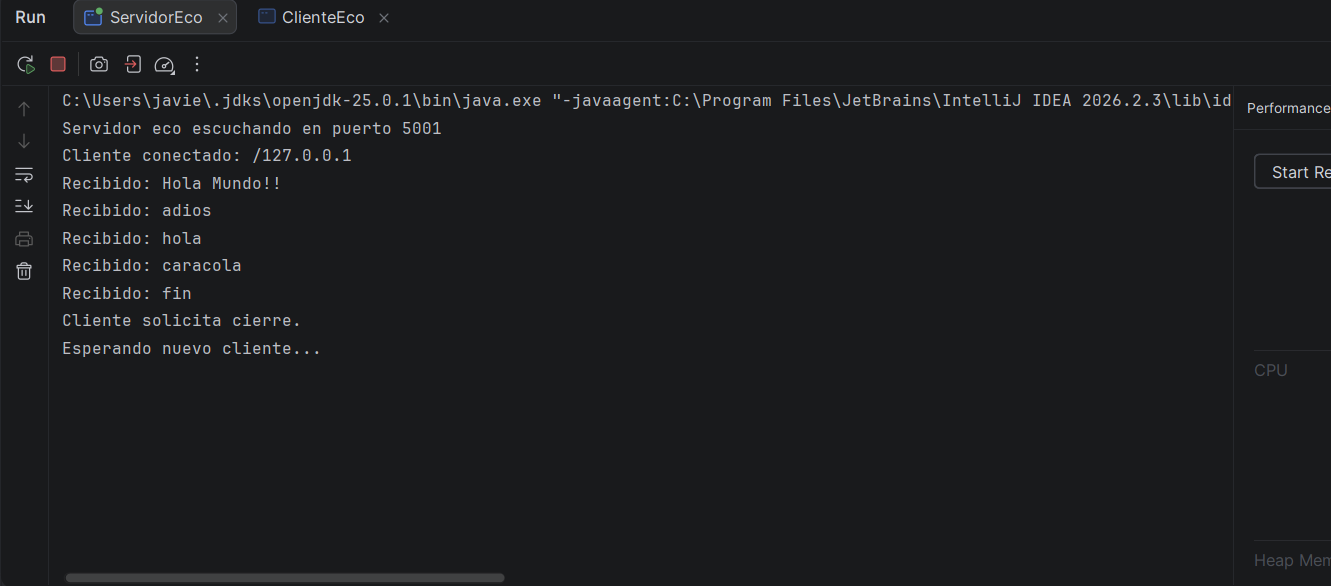 Run ServidorEco ClienteEco
C:\Users\javie\.jdks\openjdk-25.0.1\bin\java.exe "-javaagent:C:\Program Files\JetBrains\IntelliJ IDEA 2026.2.3\lib\id
Servidor eco escuchando en puerto 5001
Cliente conectado: /127.0.0.1
Recibido: Hola Mundo!!
Recibido: adios
Recibido: hola
Recibido: caracola
Recibido: fin
Cliente solicita cierre.
Esperando nuevo cliente...
Performance
Start Re
CPU
Heap Mem